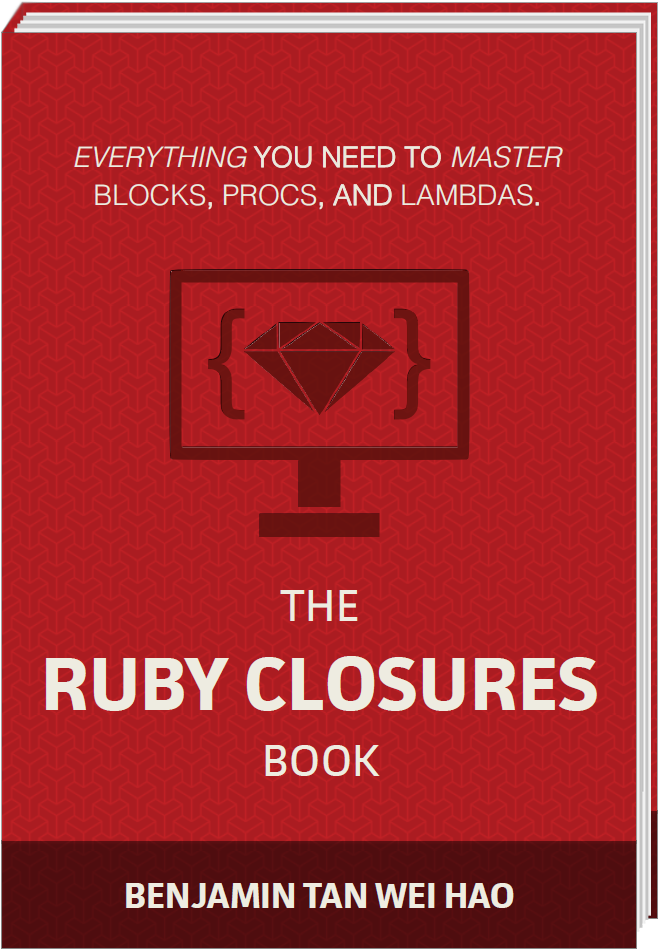 EVERYTHING YOU NEED TO MASTER
BLOCKS, PROCS, AND LAMBDAS.
{ }
THE
RUBY CLOSURES
BOOK
BENJAMIN TAN WEI HAO